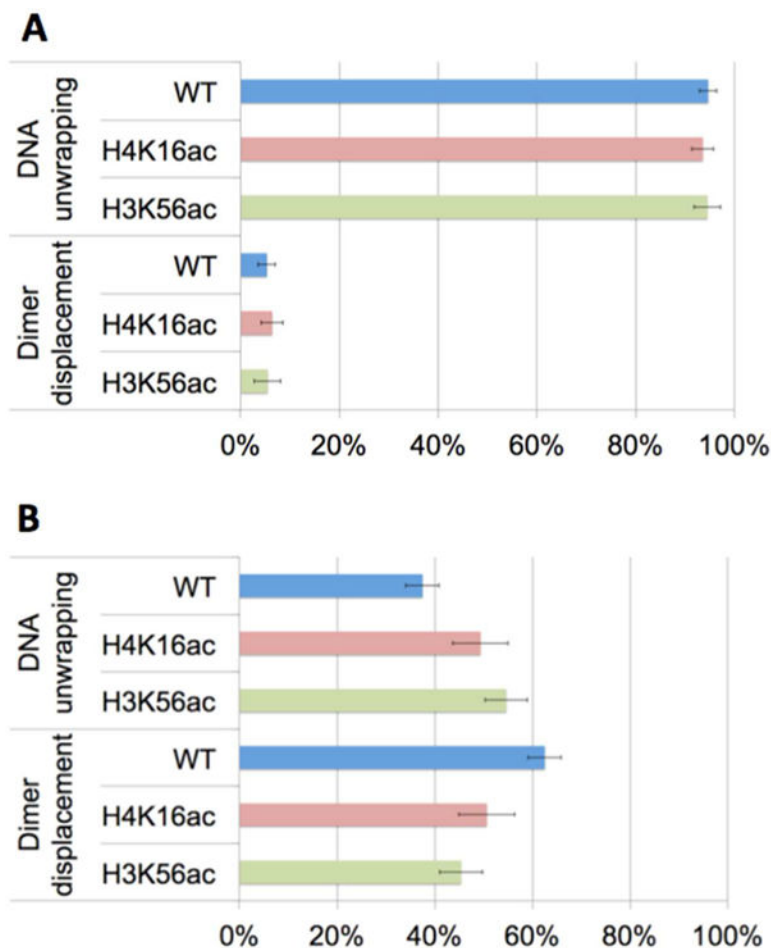 A
DNA
unwrapping
WT
H4K16ac
H3K56ac
Dimer
displacement
WT
H4K16ac
H3K56ac
0% 20% 40% 60% 80% 100%
B
DNA
unwrapping
WT
H4K16ac
H3K56ac
Dimer
displacement
WT
H4K16ac
H3K56ac
0% 20% 40% 60% 80% 100%